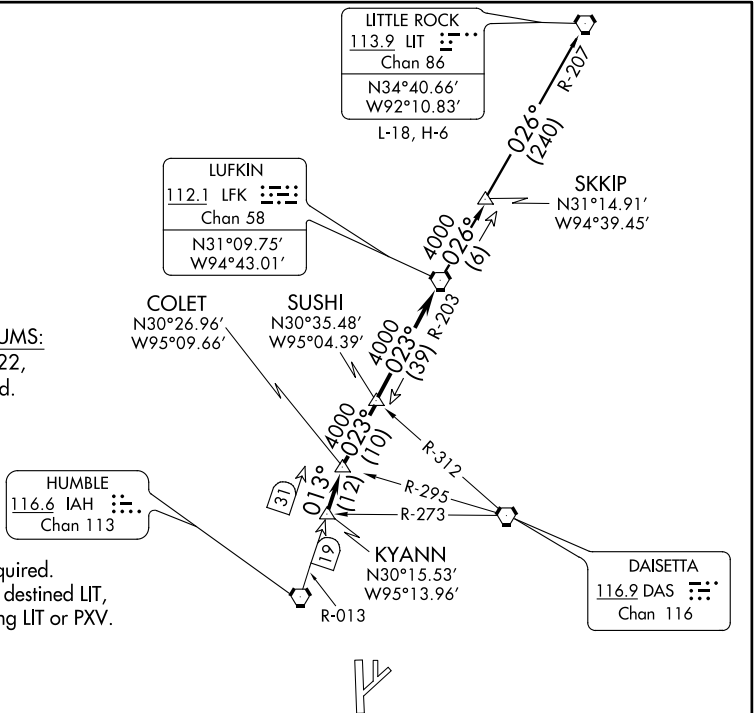 LITTLE ROCK
113.9 LIT
Chan 86
N34°40.66′
W92°10.83′
L-18, H-6
R-207
026°
(240)
SKKIP
N31°14.91′
W94°39.45′
LUFKIN
112.1 LFK
Chan 58
N31°09.75′
W94°43.01′
4000
026°
(6)
R-203
COLET
N30°26.96′
W95°09.66′
SUSHI
N30°35.48′
W95°04.39′
4000
023°
(39)
UMS:
22,
d.
4000
023°
(10)
R-312
R-295
R-273
HUMBLE
116.6 IAH
Chan 113
31
013°
(12)
19
KYANN
N30°15.53′
W95°13.96′
R-013
DAISETTA
116.9 DAS
Chan 116
quired.
destined LIT,
ng LIT or PXV.